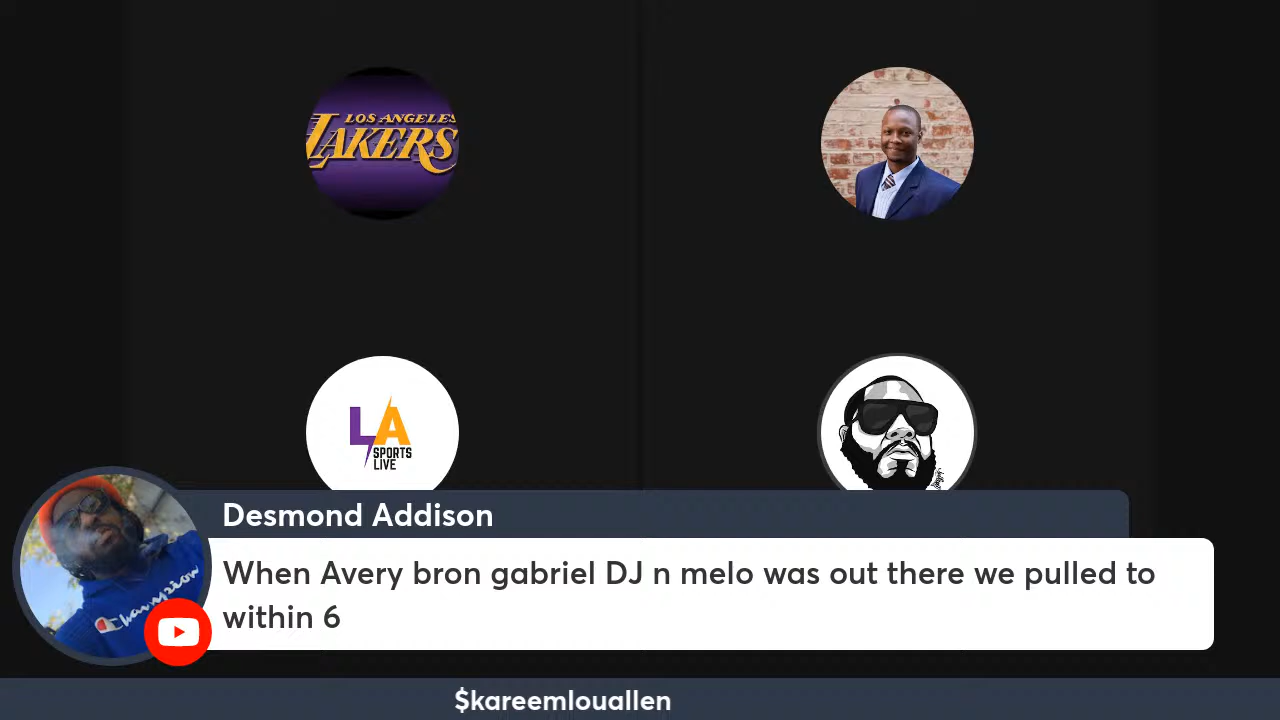 LOS ANGELES
LAKERS
LA
SPORTS
LIVE
Desmond Addison
When Avery bron gabriel DJ n melo was out there we pulled to
within 6
Champion
$kareemlouallen